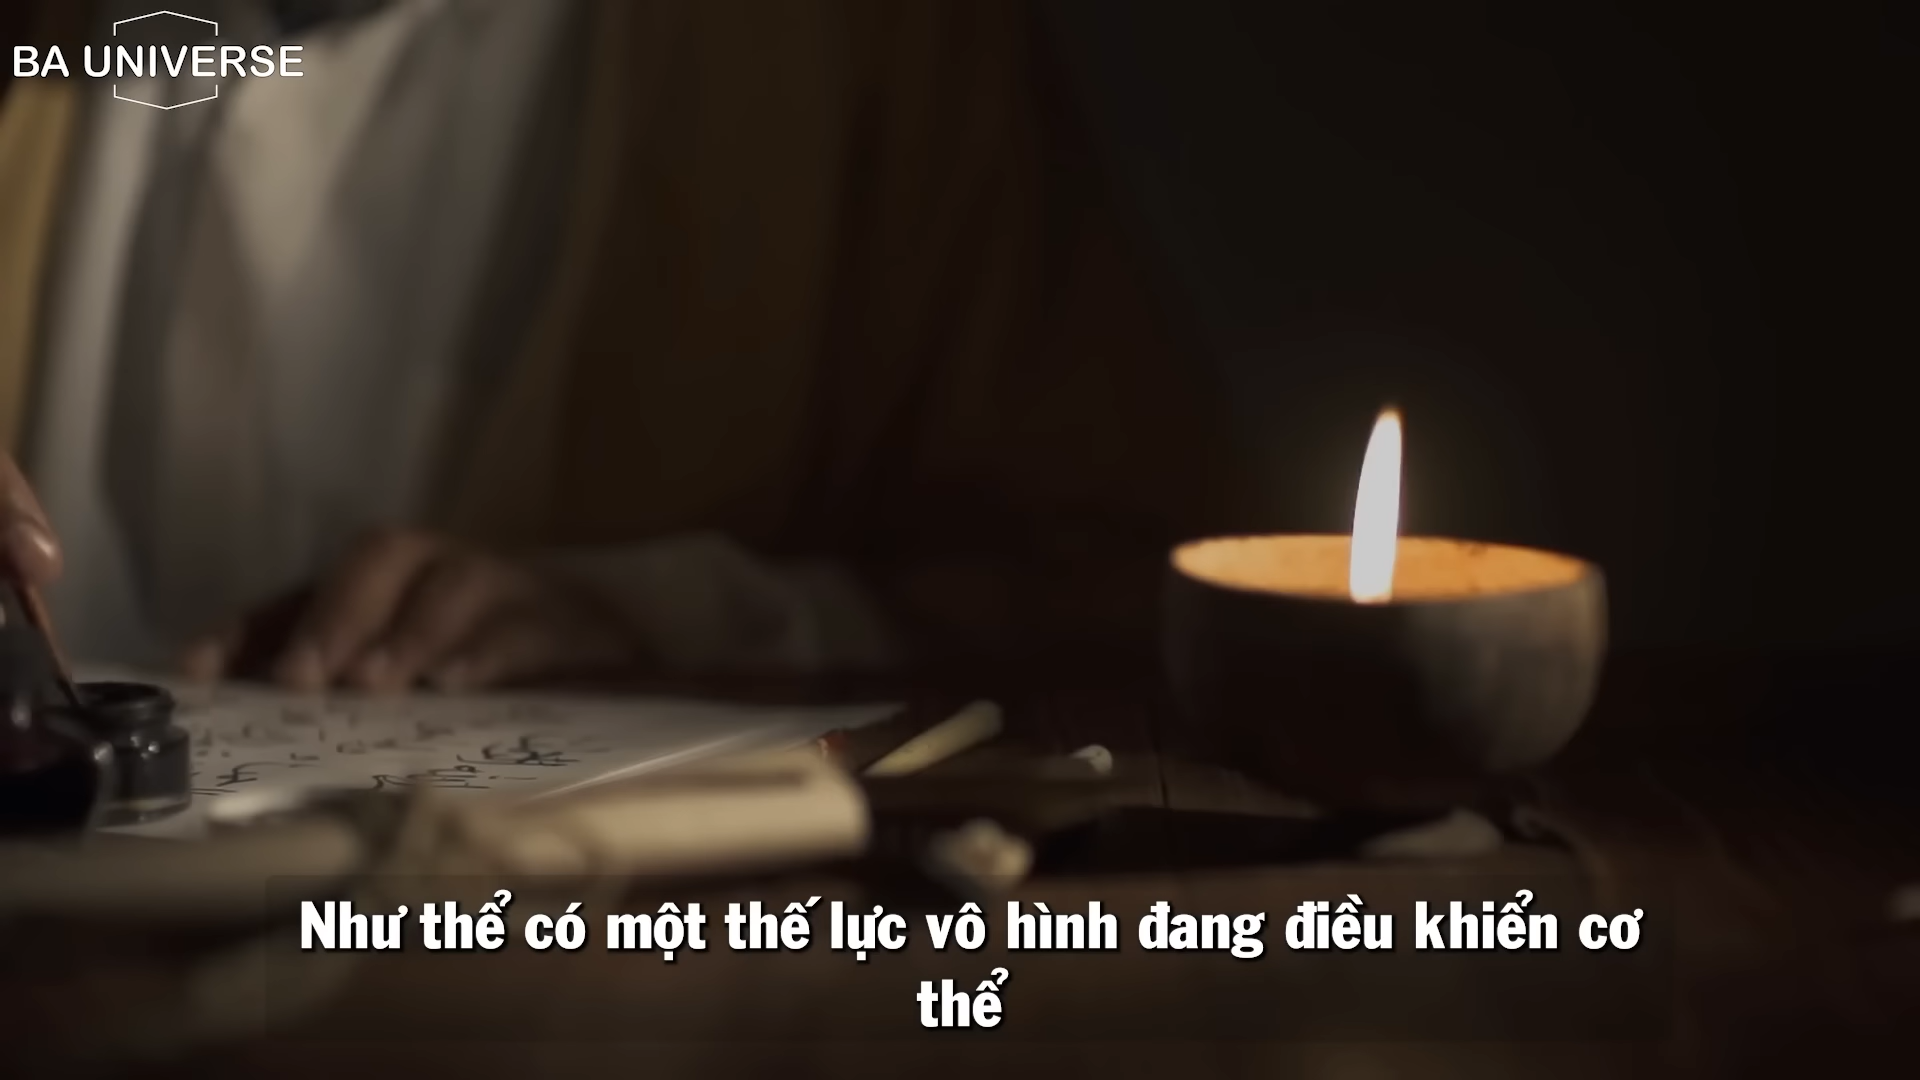 BA UNIVERSE
Như thể có một thế lực vô hình đang điều khiển cơ
thể